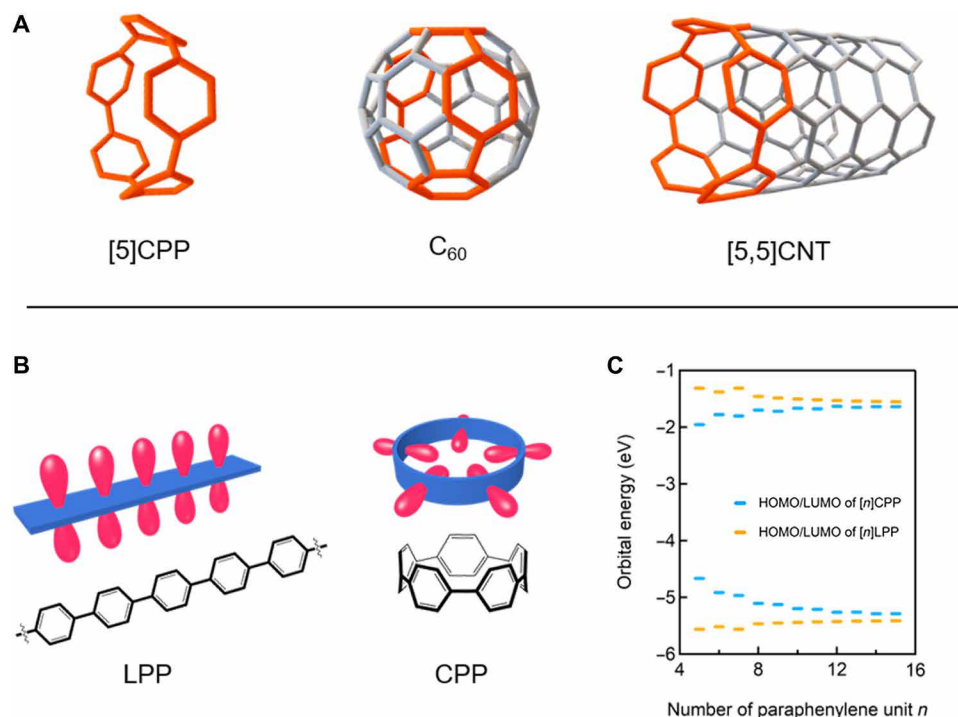 A
[5]CPP
C₆₀
[5,5]CNT
B
LPP
CPP
C
Orbital energy (eV)
−1
−2
−3
−4
−5
−6
HOMO/LUMO of [n]CPP
HOMO/LUMO of [n]LPP
4 8 12 16
Number of paraphenylene unit n